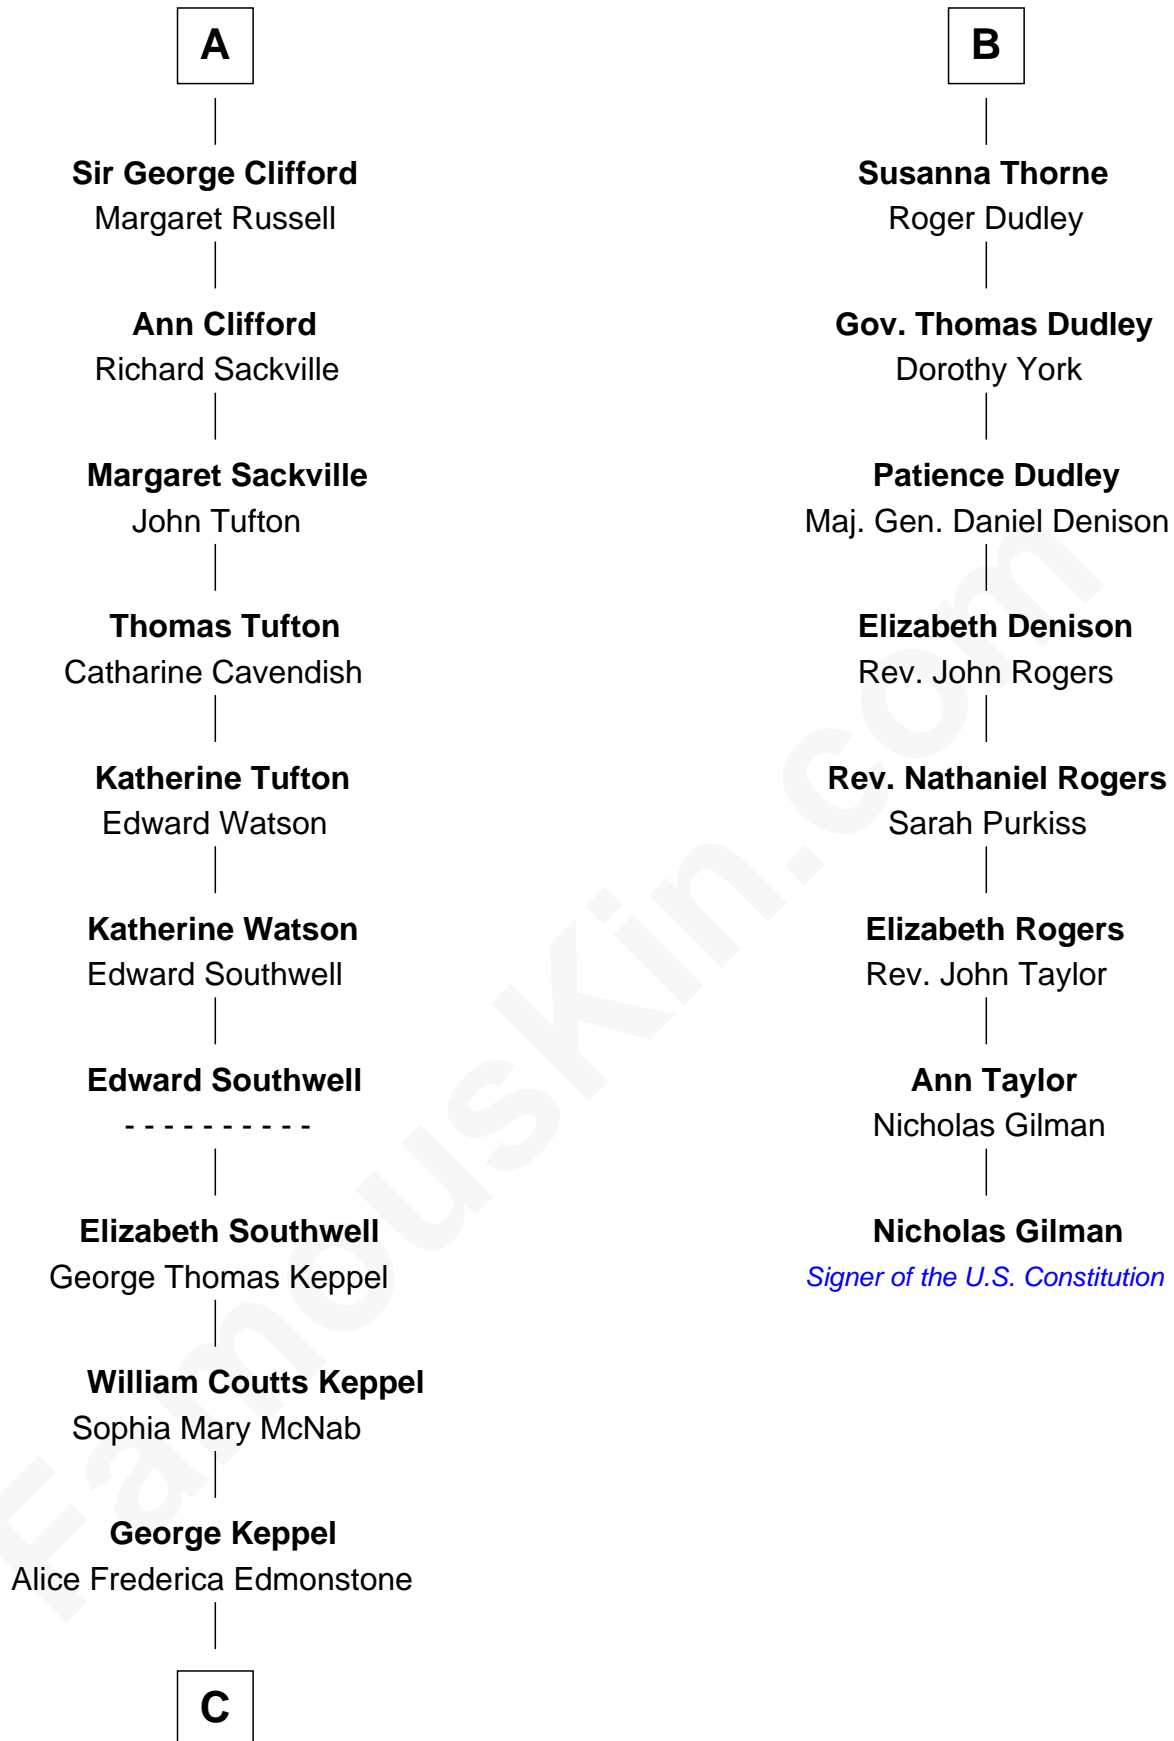 A
Sir George Clifford
Margaret Russell
Ann Clifford
Richard Sackville
Margaret Sackville
John Tufton
Thomas Tufton
Catharine Cavendish
Katherine Tufton
Edward Watson
Katherine Watson
Edward Southwell
Edward Southwell
- - - - - - - - - -
Elizabeth Southwell
George Thomas Keppel
William Coutts Keppel
Sophia Mary McNab
George Keppel
Alice Frederica Edmonstone
C
B
Susanna Thorne
Roger Dudley
Gov. Thomas Dudley
Dorothy York
Patience Dudley
Maj. Gen. Daniel Denison
Elizabeth Denison
Rev. John Rogers
Rev. Nathaniel Rogers
Sarah Purkiss
Elizabeth Rogers
Rev. John Taylor
Ann Taylor
Nicholas Gilman
Nicholas Gilman
Signer of the U.S. Constitution
FamousKin.com